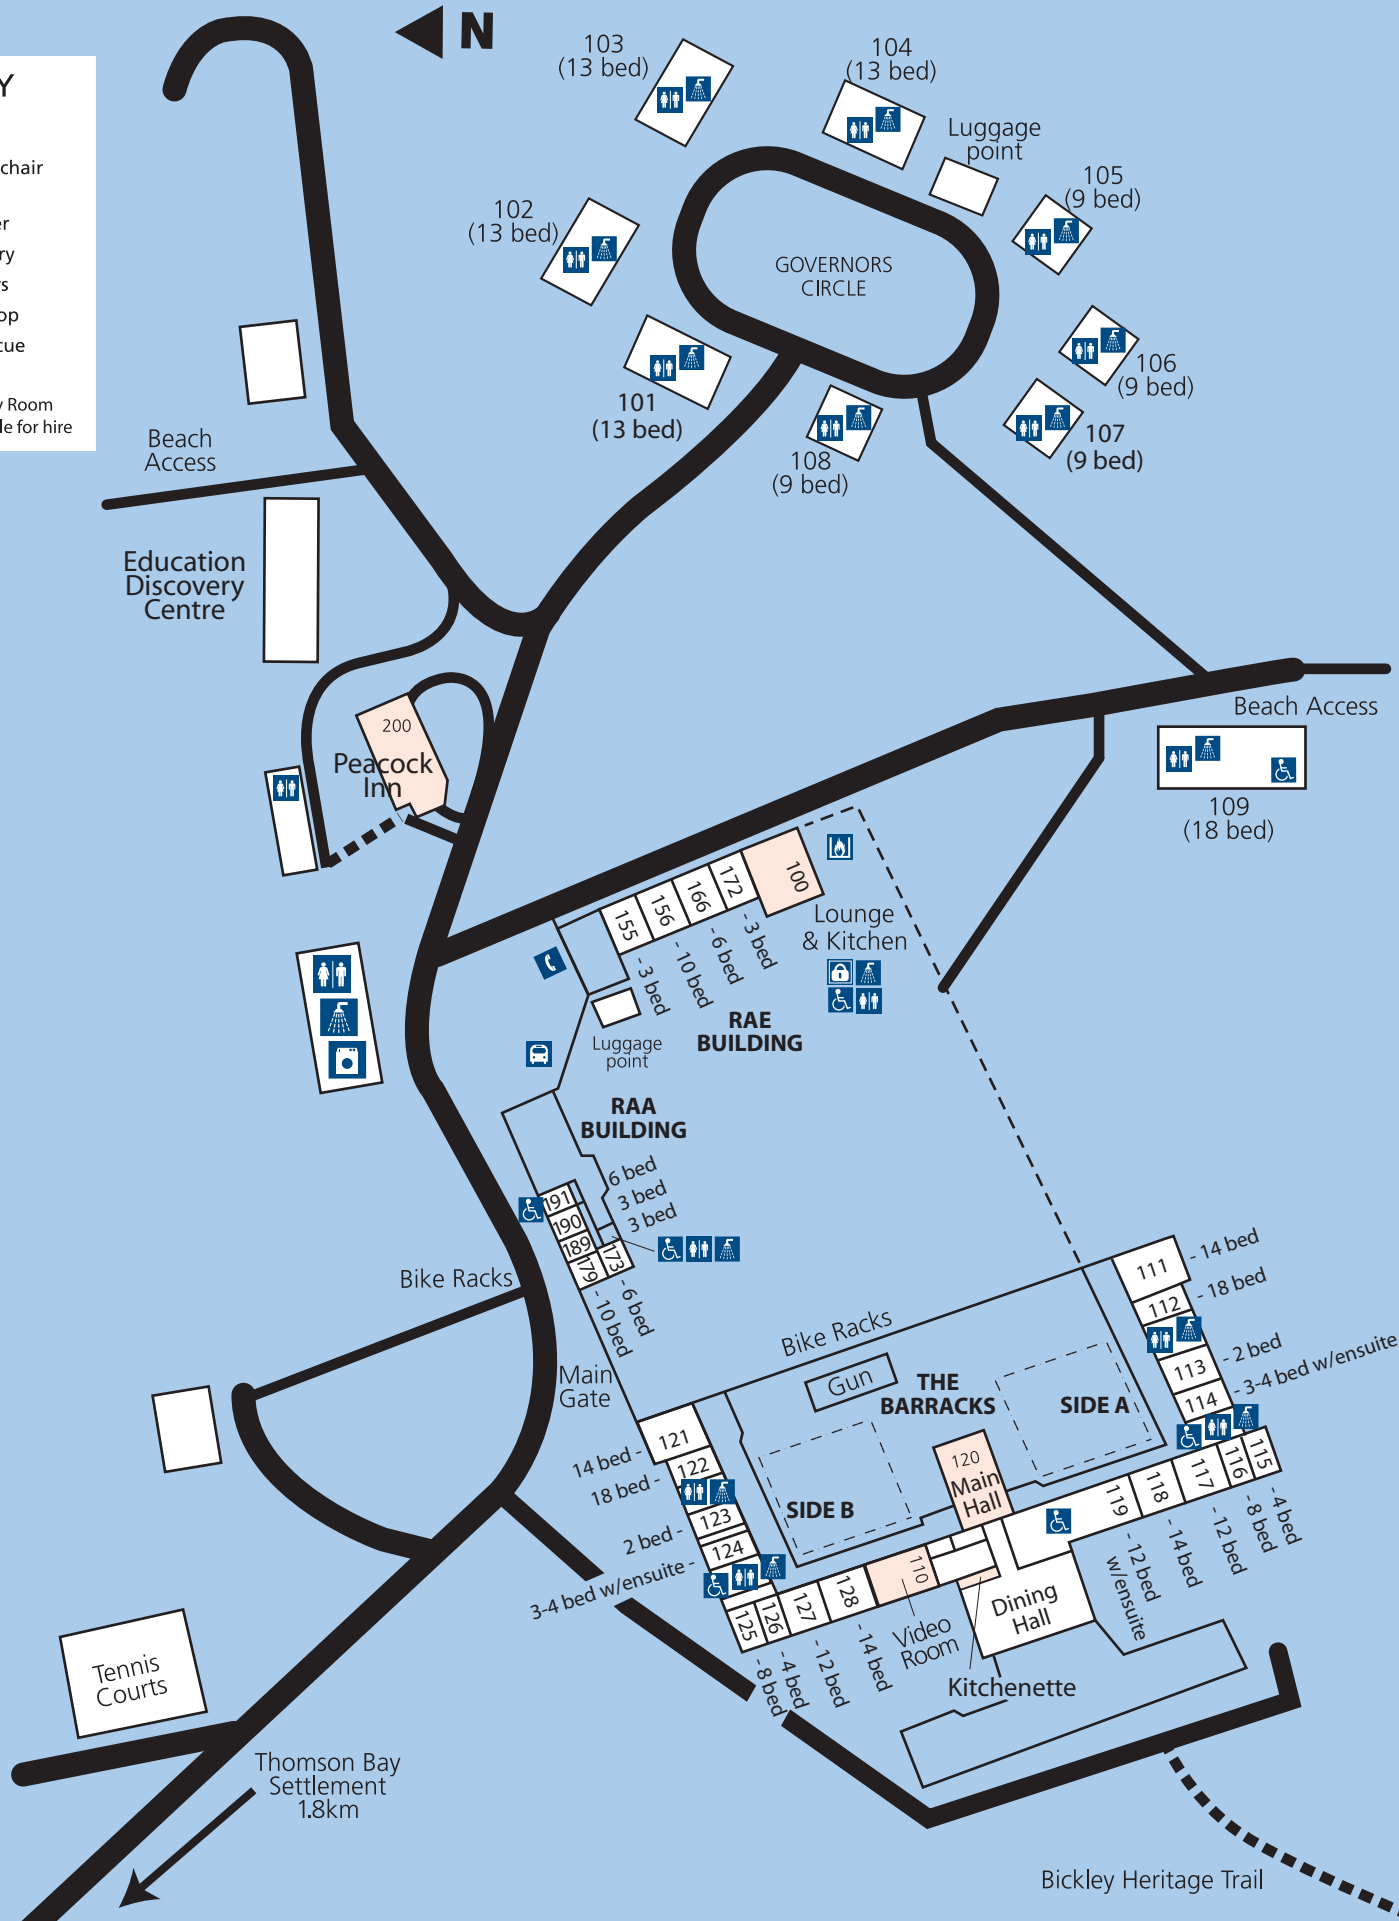 N
Y
chair
er
ry
rs
op
cue
y Room
le for hire
103
(13 bed)
104
(13 bed)
Luggage
point
105
(9 bed)
102
(13 bed)
GOVERNORS
CIRCLE
106
(9 bed)
101
(13 bed)
107
(9 bed)
108
(9 bed)
Beach
Access
Education
Discovery
Centre
200
Peacock
Inn
Beach Access
109
(18 bed)
100
172
166
156
155
- 3 bed
- 6 bed
- 10 bed
- 3 bed
Lounge
& Kitchen
RAE
BUILDING
Luggage
point
RAA
BUILDING
6 bed
3 bed
3 bed
191
190
189
179
173
- 6 bed
- 10 bed
Bike Racks
Main
Gate
Bike Racks
Gun
THE
BARRACKS
SIDE A
SIDE B
111
- 14 bed
112
- 18 bed
113
- 2 bed
114
- 3-4 bed w/ensuite
115
116
117
118
119
- 4 bed
- 8 bed
- 12 bed
- 14 bed
- 12 bed
w/ensuite
120
Main
Hall
121
14 bed -
122
18 bed -
123
2 bed -
124
3-4 bed w/ensuite -
125
126
127
128
110
- 8 bed
- 4 bed
- 12 bed
- 14 bed
Video
Room
Dining
Hall
Kitchenette
Tennis
Courts
Thomson Bay
Settlement
1.8km
Bickley Heritage Trail